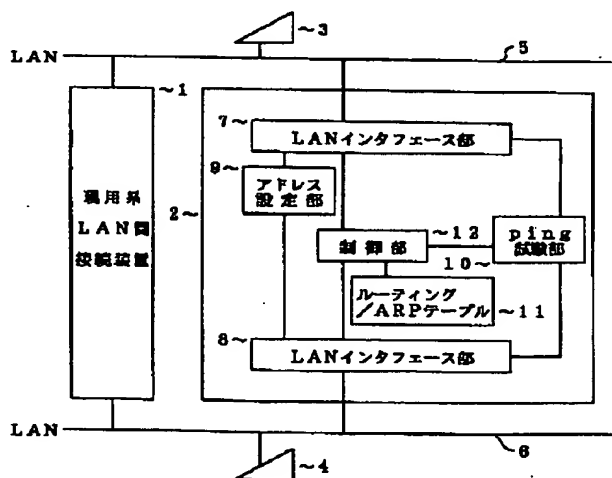 ~3
LAN
5
~1
7~
LANインタフェース部
9~
アドレス
設定部
現用系
LAN間
接続装置
2~
制御部
~12
ping
試験部
10~
ルーティング
/ARPテーブル
~11
8~
LANインタフェース部
LAN
6
~4